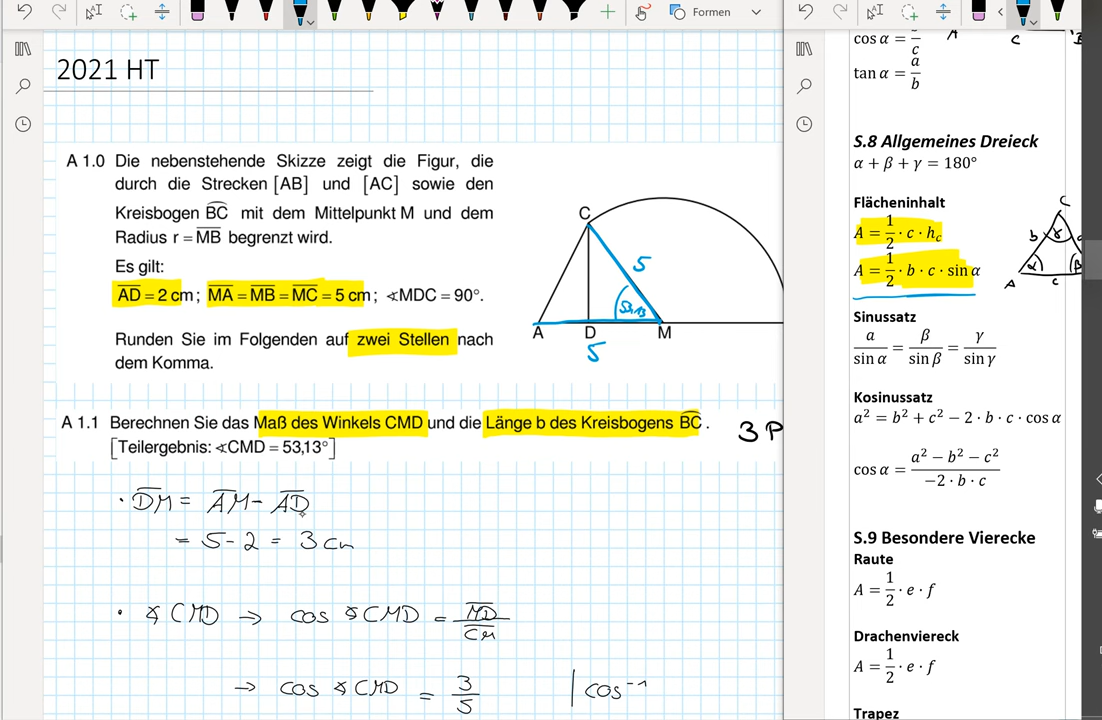 Formen
2021 HT
A 1.0 Die nebenstehende Skizze zeigt die Figur, die
durch die Strecken [AB] und [AC] sowie den
Kreisbogen BC mit dem Mittelpunkt M und dem
Radius r = MB begrenzt wird.
Es gilt:
AD = 2 cm; MA = MB = MC = 5 cm; ∢MDC = 90°.
Runden Sie im Folgenden auf zwei Stellen nach
dem Komma.
C
5
53,13
A D M
5
A 1.1 Berechnen Sie das Maß des Winkels CMD und die Länge b des Kreisbogens BC.
3 P
[Teilergebnis: ∢CMD = 53,13°]
· DM = AM - AD
= 5 - 2 = 3 cm
· ∢CMD → cos ∢CMD = MD / CM
→ cos ∢CMD = 3/5 | cos⁻¹
cos α = b/c
A c B
tan α = a/b
S.8 Allgemeines Dreieck
α + β + γ = 180°
Flächeninhalt
A = 1/2 · c · h_c
A = 1/2 · b · c · sin α
C
b γ a
α β
A c
Sinussatz
a/sin α = β/sin β = γ/sin γ
Kosinussatz
a² = b² + c² − 2 · b · c · cos α
cos α = (a² − b² − c²)/(−2 · b · c)
S.9 Besondere Vierecke
Raute
A = 1/2 · e · f
Drachenviereck
A = 1/2 · e · f
Trapez